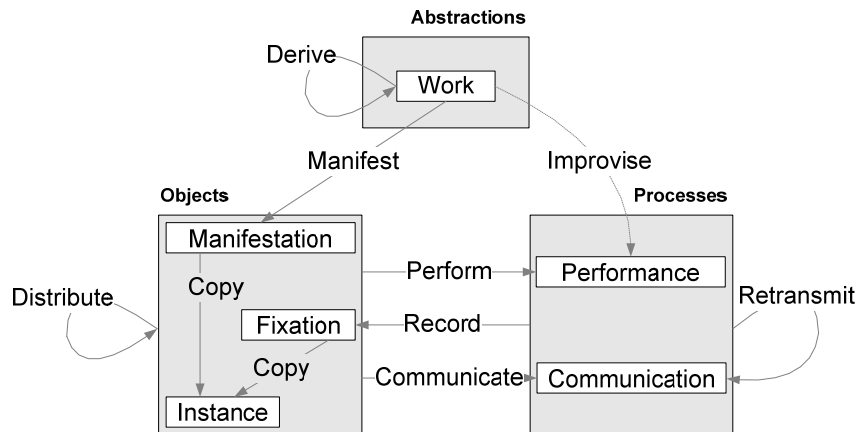 Abstractions
Derive
Work
Manifest
Improvise
Objects
Processes
Manifestation
Perform
Performance
Copy
Distribute
Retransmit
Fixation
Record
Copy
Communicate
Communication
Instance